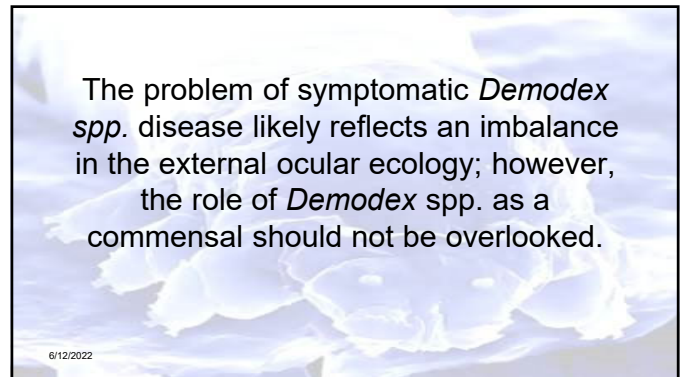 The problem of symptomatic Demodex
spp. disease likely reflects an imbalance
in the external ocular ecology; however,
the role of Demodex spp. as a
commensal should not be overlooked.
6/12/2022